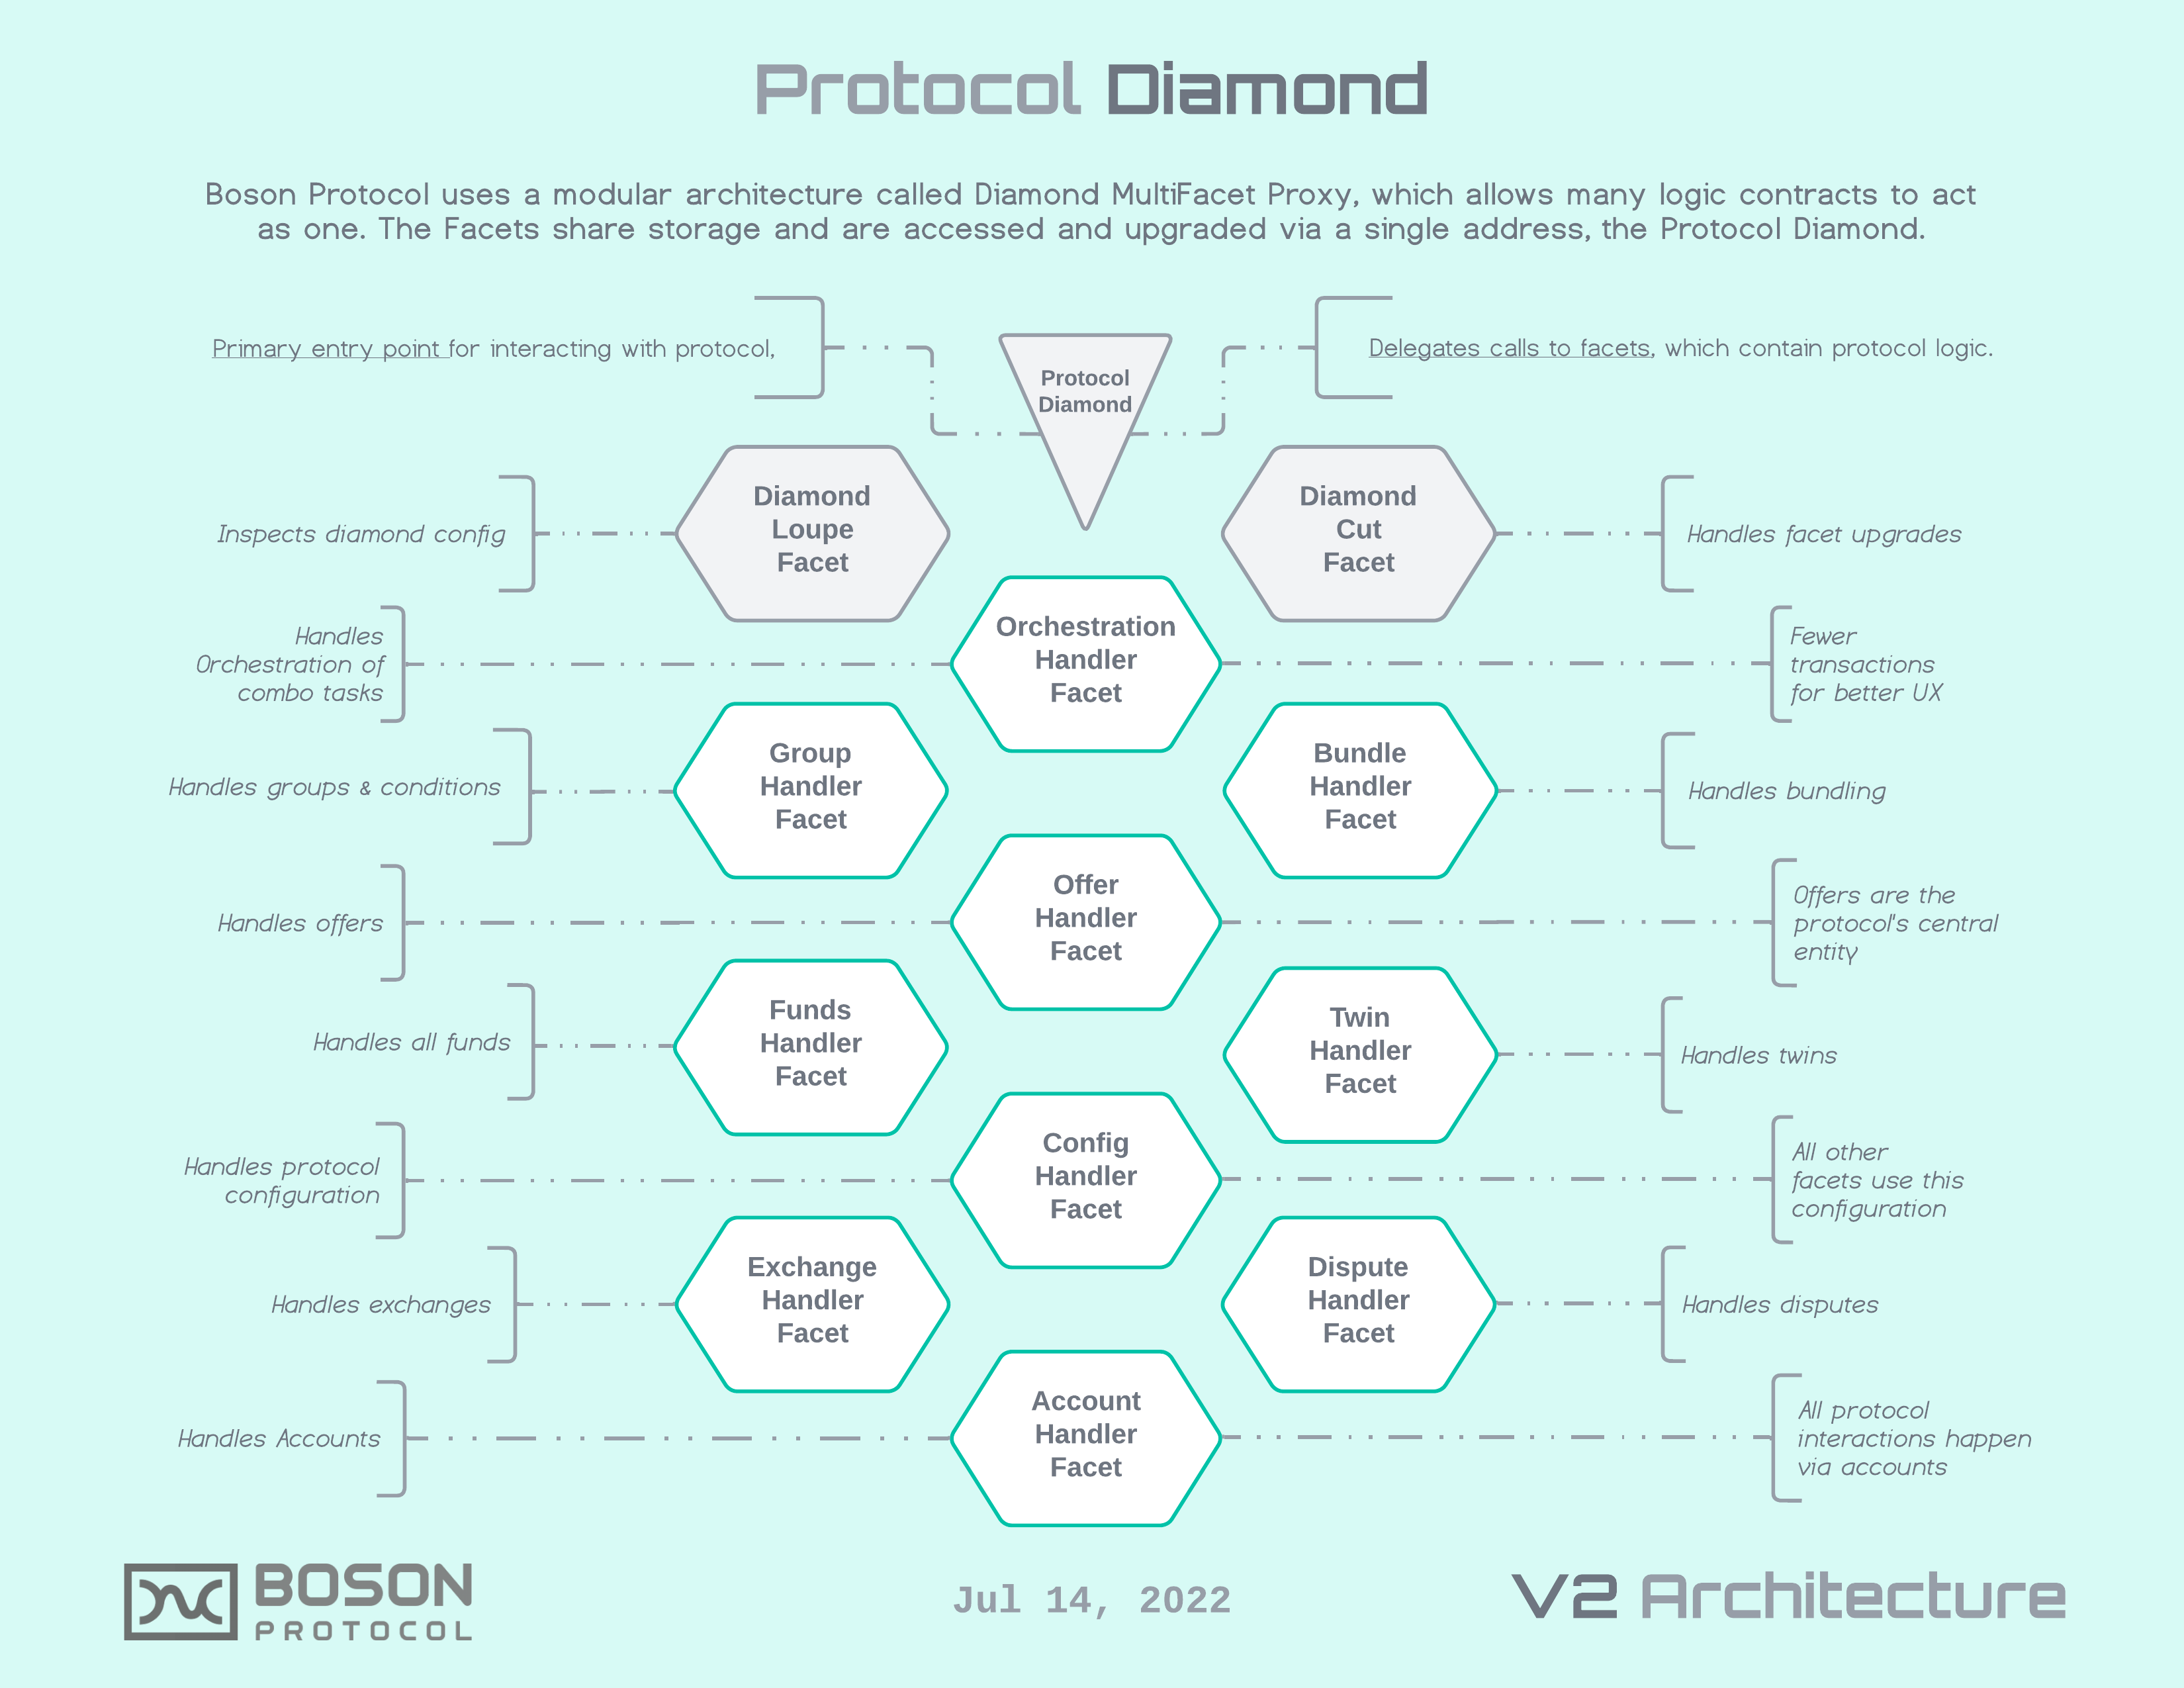 Protocol Diamond
Boson Protocol uses a modular architecture called Diamond MultiFacet Proxy, which allows many logic contracts to act
as one. The Facets share storage and are accessed and upgraded via a single address, the Protocol Diamond.
Primary entry point for interacting with protocol,
Protocol
Diamond
Delegates calls to facets, which contain protocol logic.
Inspects diamond config
Diamond
Loupe
Facet
Diamond
Cut
Facet
Handles facet upgrades
Handles
Orchestration of
combo tasks
Orchestration
Handler
Facet
Fewer
transactions
for better UX
Handles groups & conditions
Group
Handler
Facet
Bundle
Handler
Facet
Handles bundling
Handles offers
Offer
Handler
Facet
Offers are the
protocol's central
entity
Handles all funds
Funds
Handler
Facet
Twin
Handler
Facet
Handles twins
Handles protocol
configuration
Config
Handler
Facet
All other
facets use this
configuration
Handles exchanges
Exchange
Handler
Facet
Dispute
Handler
Facet
Handles disputes
Handles Accounts
Account
Handler
Facet
All protocol
interactions happen
via accounts
BOSON
PROTOCOL
Jul 14, 2022
V2 Architecture